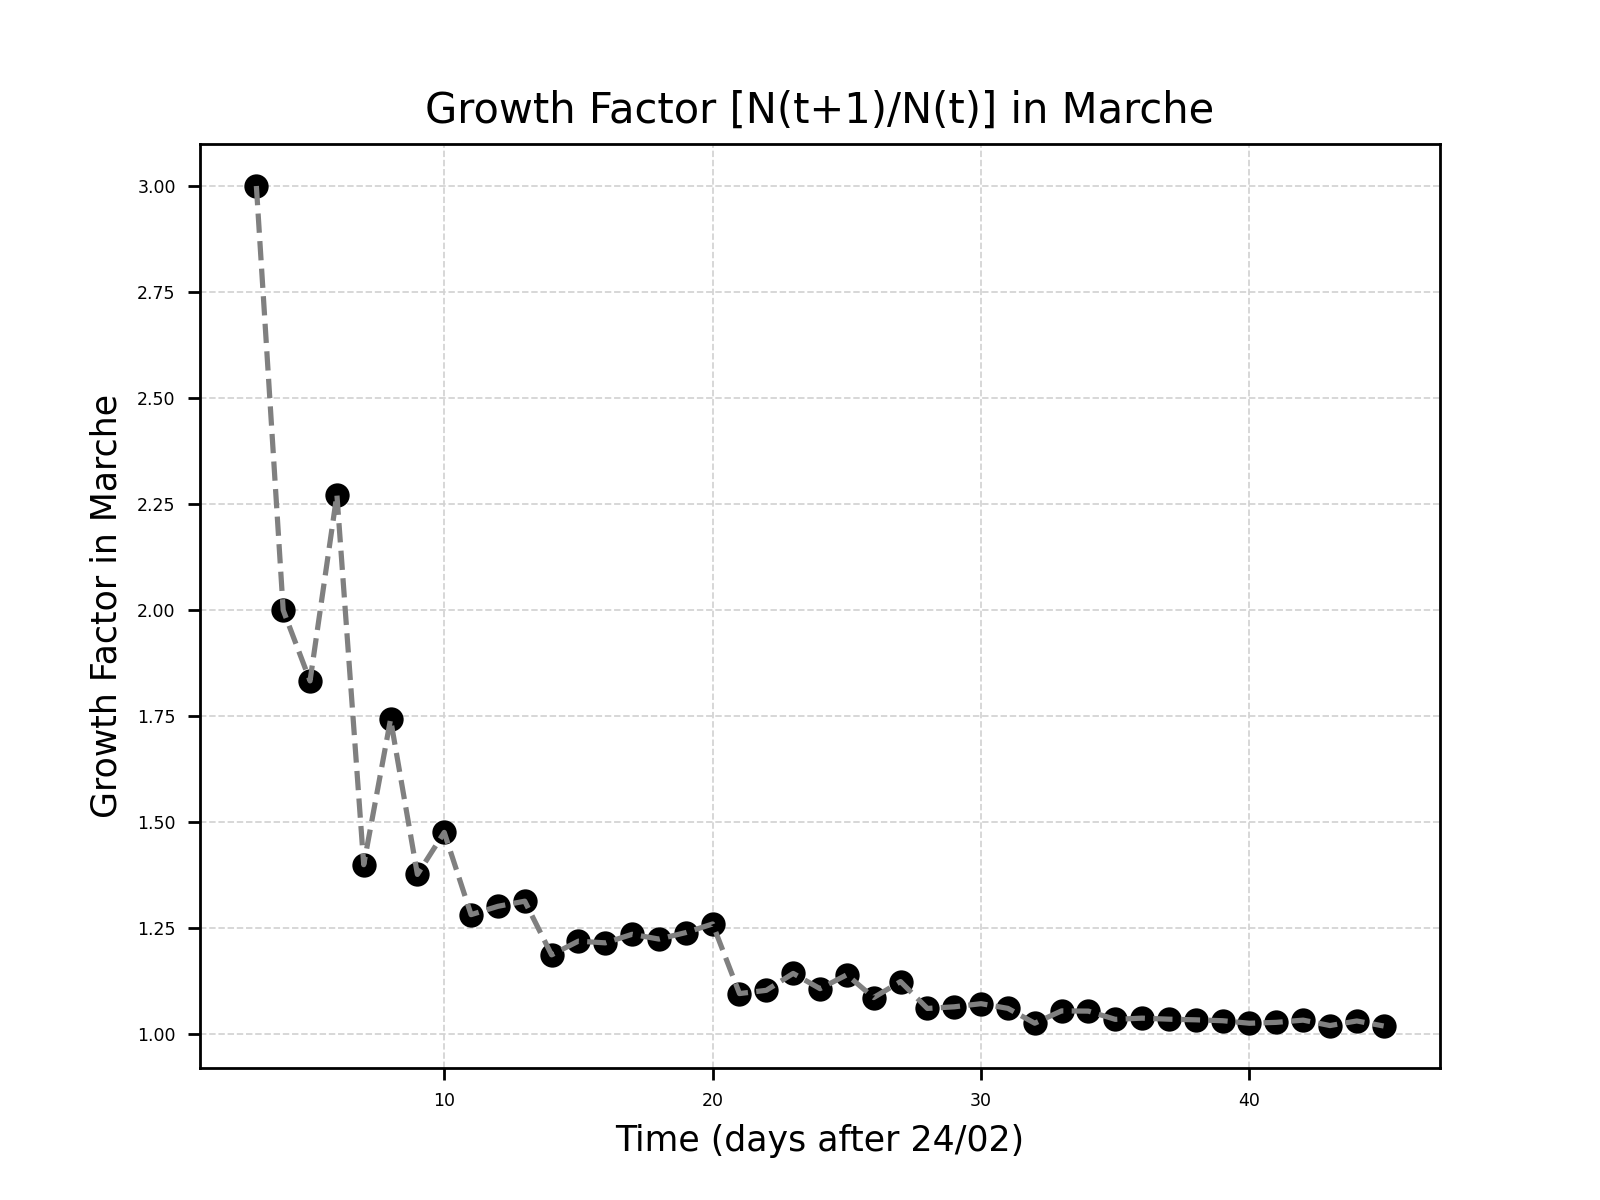 Growth Factor [N(t+1)/N(t)] in Marche
Growth Factor in Marche
3.00
2.75
2.50
2.25
2.00
1.75
1.50
1.25
1.00
10 20 30 40
Time (days after 24/02)